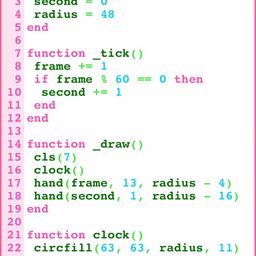 3 second = 0
4 radius = 48
5 end
6
7 function _tick()
8 frame += 1
9 if frame % 60 == 0 then
10 second += 1
11 end
12 end
13
14 function _draw()
15 cls(7)
16 clock()
17 hand(frame, 13, radius - 4)
18 hand(second, 1, radius - 16)
19 end
20
21 function clock()
22 circfill(63, 63, radius, 11)